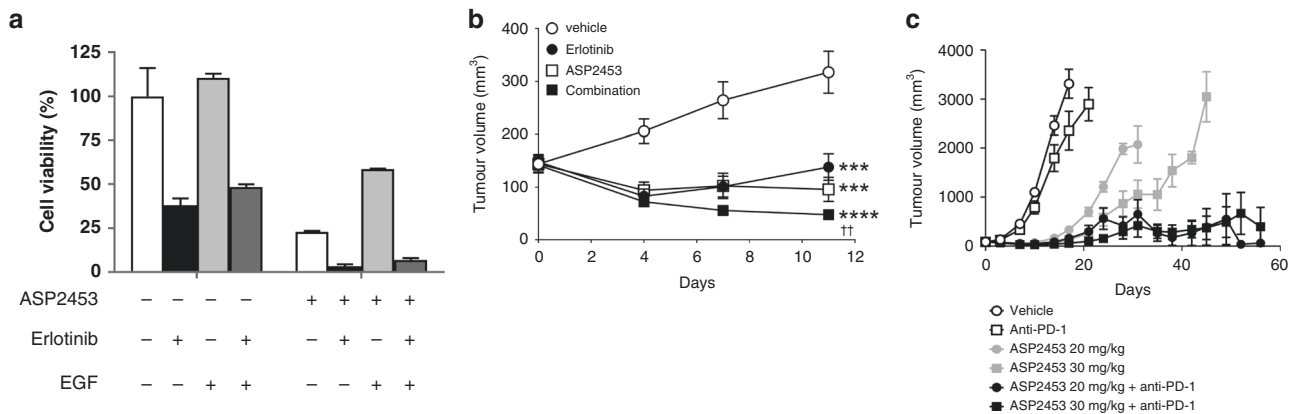 a
Cell viability (%)
125
100
75
50
25
0
ASP2453 – – – – + + + +
Erlotinib – + – + – + – +
EGF – – + + – – + +
b
Tumour volume (mm3)
400
300
200
100
0
vehicle
Erlotinib
ASP2453
Combination
***
***
****
††
0 2 4 6 8 10 12
Days
c
Tumour volume (mm3)
4000
3000
2000
1000
0
0 20 40 60
Days
Vehicle
Anti-PD-1
ASP2453 20 mg/kg
ASP2453 30 mg/kg
ASP2453 20 mg/kg + anti-PD-1
ASP2453 30 mg/kg + anti-PD-1